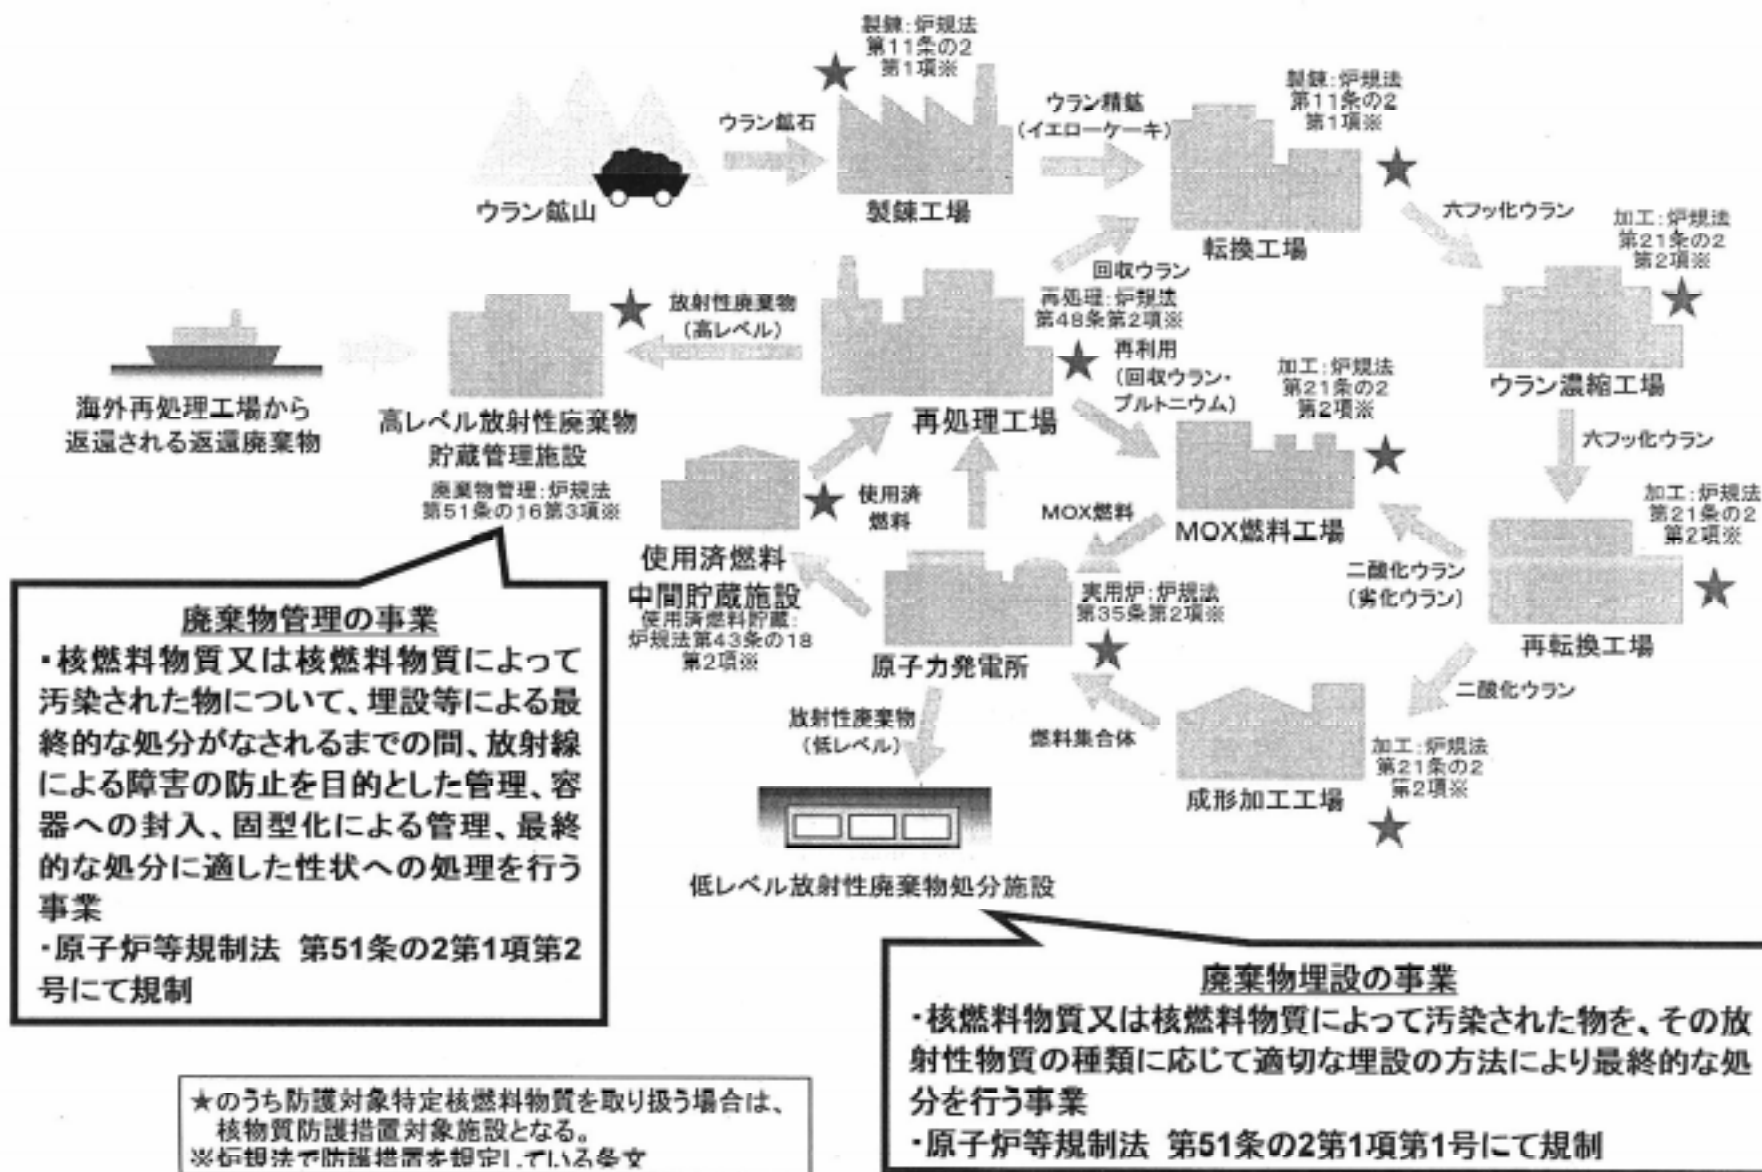 製錬:炉規法
第11条の2
第1項※
ウラン鉱石
ウラン精鉱
(イエローケーキ)
製錬:炉規法
第11条の2
第1項※
ウラン鉱山
製錬工場
転換工場
六フッ化ウラン
加工:炉規法
第21条の2
第2項※
回収ウラン
再処理:炉規法
第48条第2項※
放射性廃棄物
(高レベル)
再利用
(回収ウラン・
プルトニウム)
加工:炉規法
第21条の2
第2項※
ウラン濃縮工場
海外再処理工場から
返還される返還廃棄物
高レベル放射性廃棄物
貯蔵管理施設
廃棄物管理:炉規法
第51条の16第3項※
再処理工場
六フッ化ウラン
使用済
燃料
MOX燃料
MOX燃料工場
加工:炉規法
第21条の2
第2項※
使用済燃料
中間貯蔵施設
使用済燃料貯蔵:
炉規法第43条の18
第2項※
実用炉:炉規法
第35条第2項※
二酸化ウラン
(劣化ウラン)
再転換工場
原子力発電所
二酸化ウラン
放射性廃棄物
(低レベル)
燃料集合体
加工:炉規法
第21条の2
第2項※
成形加工工場
低レベル放射性廃棄物処分施設
廃棄物管理の事業
・核燃料物質又は核燃料物質によって
汚染された物について、埋設等による最
終的な処分がなされるまでの間、放射線
による障害の防止を目的とした管理、容
器への封入、固型化による管理、最終
的な処分に適した性状への処理を行う
事業
・原子炉等規制法 第51条の2第1項第2
号にて規制
廃棄物埋設の事業
・核燃料物質又は核燃料物質によって汚染された物を、その放
射性物質の種類に応じて適切な埋設の方法により最終的な処
分を行う事業
・原子炉等規制法 第51条の2第1項第1号にて規制
★のうち防護対象特定核燃料物質を取り扱う場合は、
核物質防護措置対象施設となる。
※炉規法で防護措置を規定している条文